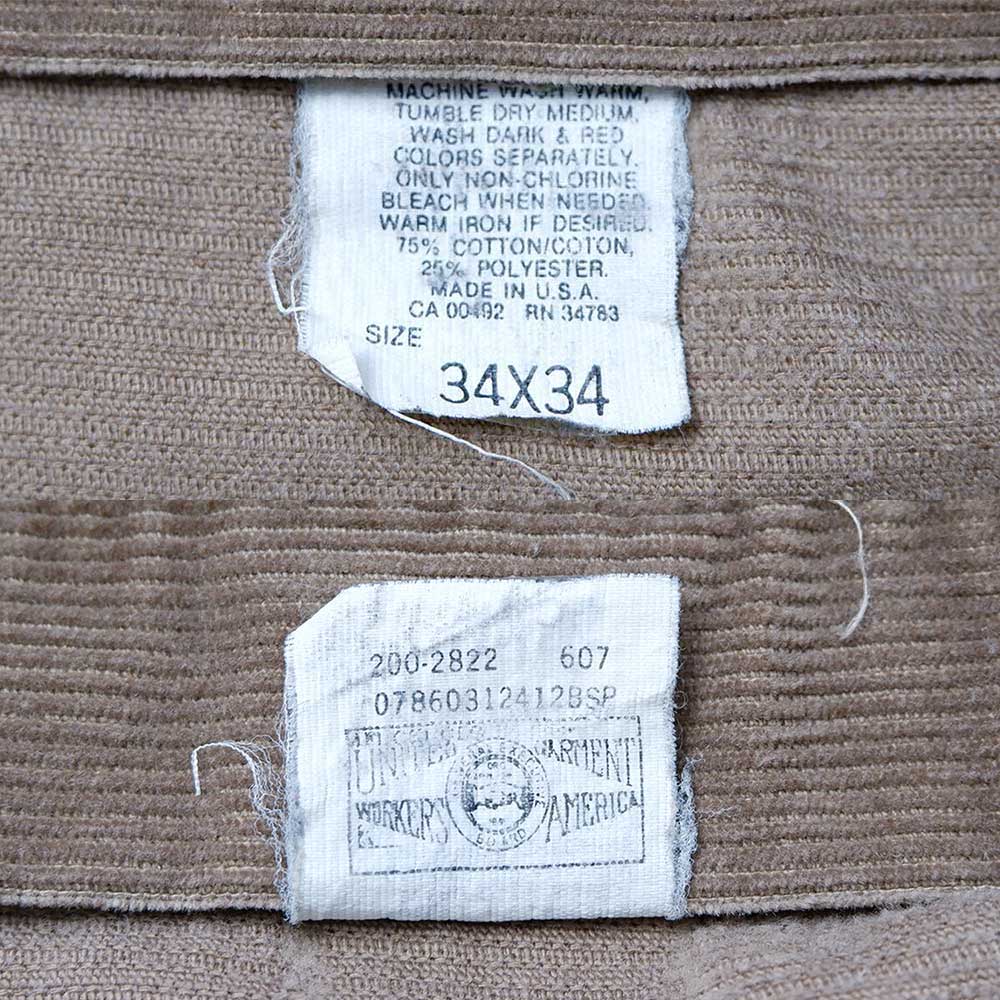 MACHINE WASH WARM,
TUMBLE DRY MEDIUM,
WASH DARK & RED
COLORS SEPARATELY.
ONLY NON-CHLORINE
BLEACH WHEN NEEDED.
WARM IRON IF DESIRED.
75% COTTON/COTON,
25% POLYESTER.
MADE IN U.S.A.
CA 00492 RN 34783
SIZE
34X34
200-2822 607
07860312412BSP
UNITED GARMENT
WORKERS AMERICA
BOARD